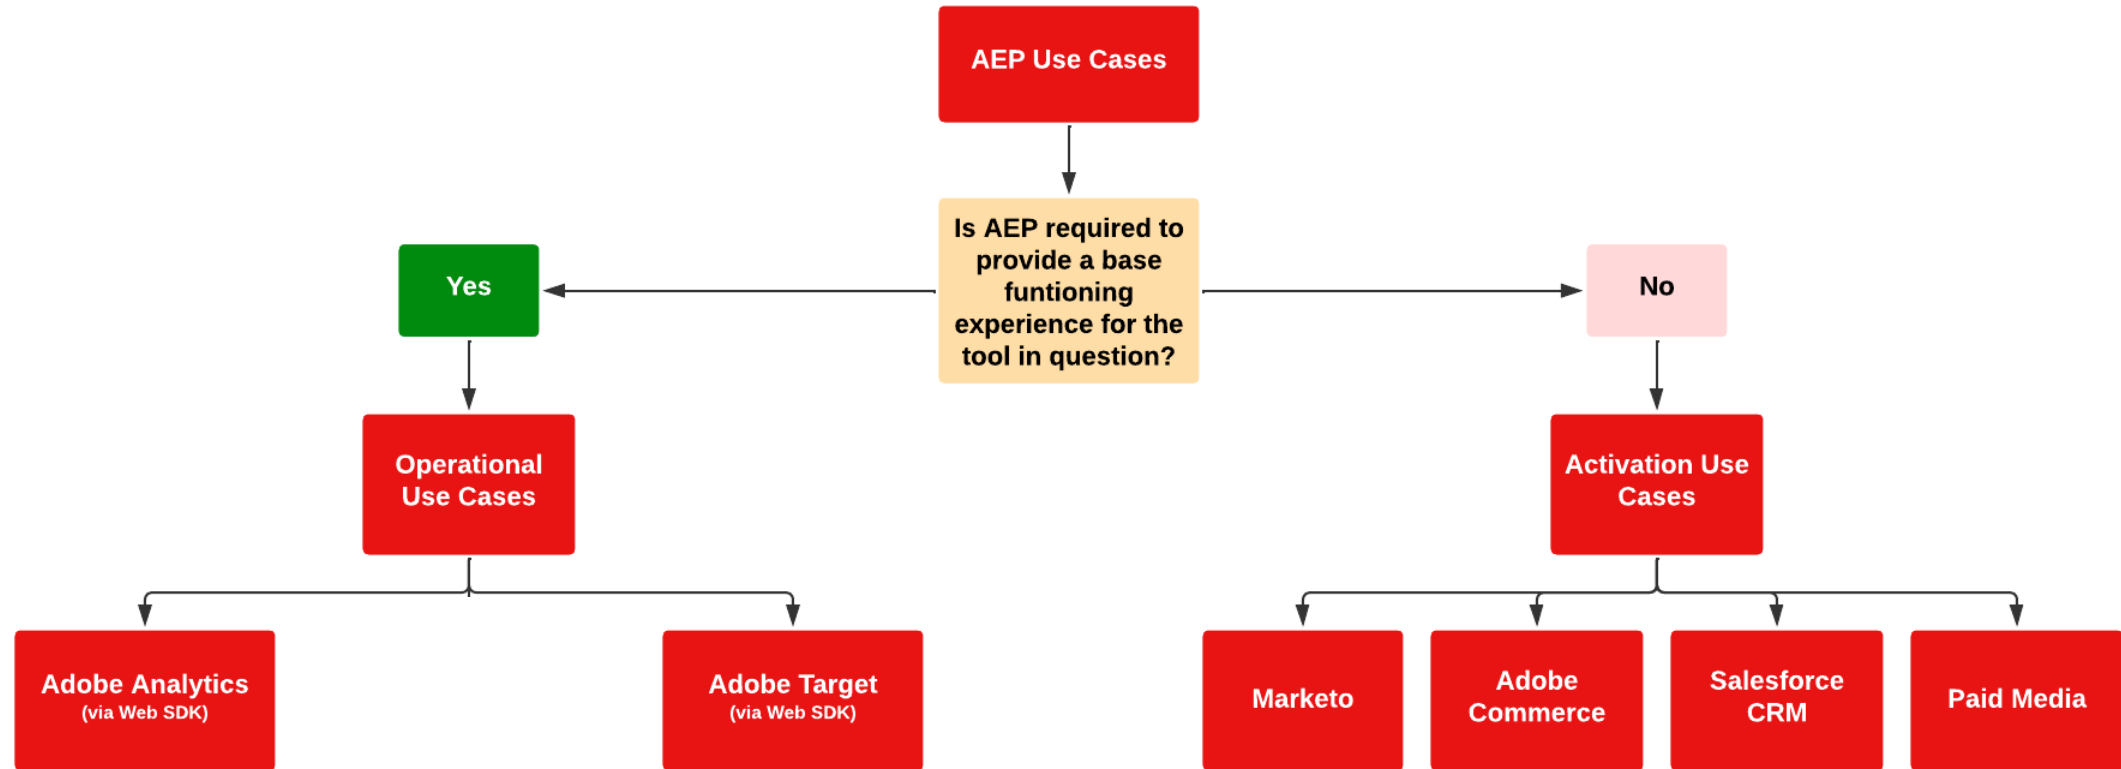 AEP Use Cases
Is AEP required to
provide a base
funtioning
experience for the
tool in question?
Yes
No
Operational
Use Cases
Activation Use
Cases
Adobe Analytics
(via Web SDK)
Adobe Target
(via Web SDK)
Marketo
Adobe
Commerce
Salesforce
CRM
Paid Media